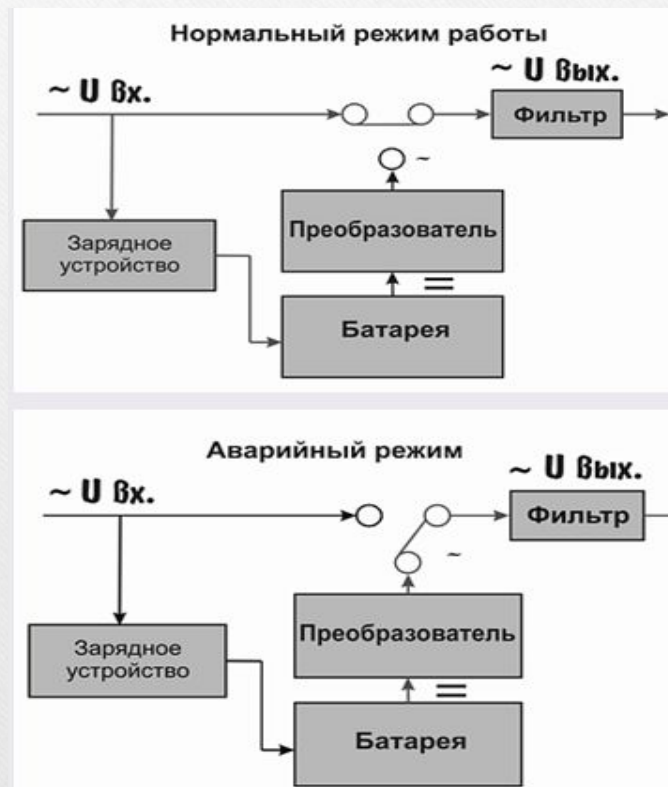 Нормальный режим работы
~ U вх.
~ U вых.
Фильтр
~
Преобразователь
Зарядное
устройство
=
Батарея
Аварийный режим
~ U вх.
~ U вых.
Фильтр
~
Преобразователь
Зарядное
устройство
=
Батарея